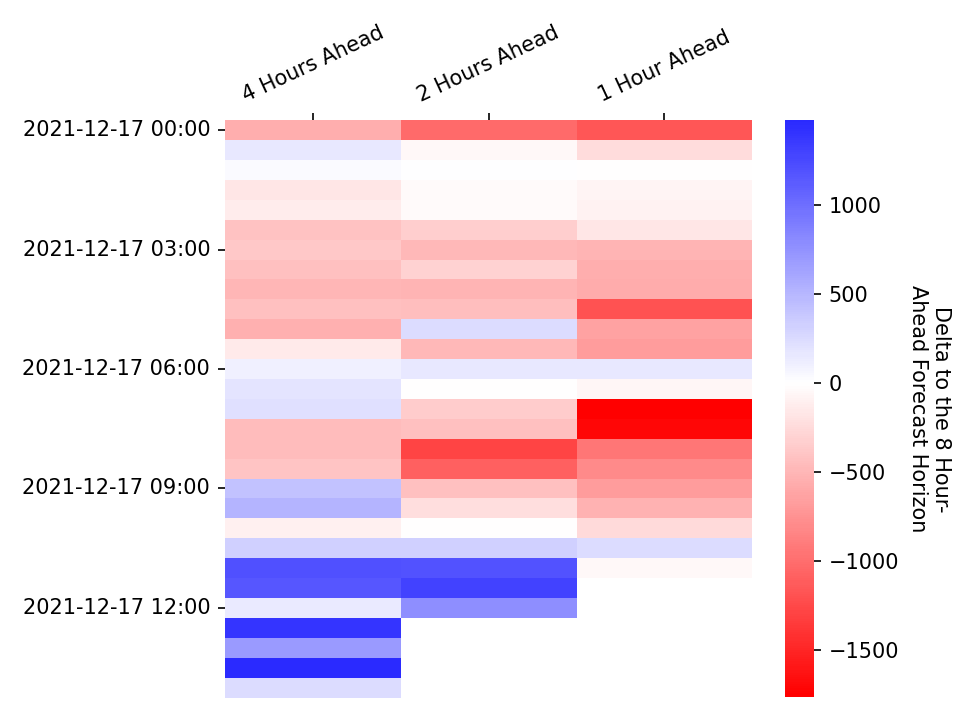 4 Hours Ahead
2 Hours Ahead
1 Hour Ahead
2021-12-17 00:00
2021-12-17 03:00
2021-12-17 06:00
2021-12-17 09:00
2021-12-17 12:00
1000
500
0
−500
−1000
−1500
Delta to the 8 Hour-
Ahead Forecast Horizon